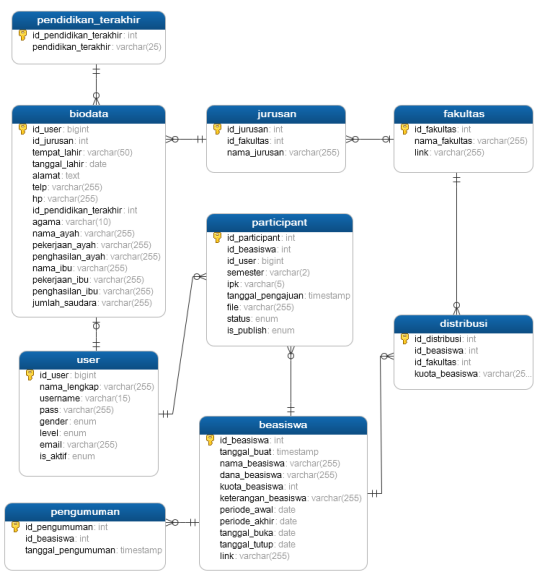 pendidikan_terakhir
id_pendidikan_terakhir: int
pendidikan_terakhir: varchar(25)
biodata
id_user: bigint
id_jurusan: int
tempat_lahir: varchar(50)
tanggal_lahir: date
alamat: text
telp: varchar(255)
hp: varchar(255)
id_pendidikan_terakhir: int
agama: varchar(10)
nama_ayah: varchar(255)
pekerjaan_ayah: varchar(255)
penghasilan_ayah: varchar(255)
nama_ibu: varchar(255)
pekerjaan_ibu: varchar(255)
penghasilan_ibu: varchar(255)
jumlah_saudara: varchar(255)
jurusan
id_jurusan: int
id_fakultas: int
nama_jurusan: varchar(255)
fakultas
id_fakultas: int
nama_fakultas: varchar(255)
link: varchar(255)
participant
id_participant: int
id_beasiswa: int
id_user: bigint
semester: varchar(2)
ipk: varchar(5)
tanggal_pengajuan: timestamp
file: varchar(255)
status: enum
is_publish: enum
distribusi
id_distribusi: int
id_beasiswa: int
id_fakultas: int
kuota_beasiswa: varchar(25...
user
id_user: bigint
nama_lengkap: varchar(255)
username: varchar(15)
pass: varchar(255)
gender: enum
level: enum
email: varchar(255)
is_aktif: enum
beasiswa
id_beasiswa: int
tanggal_buat: timestamp
nama_beasiswa: varchar(255)
dana_beasiswa: varchar(255)
kuota_beasiswa: int
keterangan_beasiswa: varchar(255)
periode_awal: date
periode_akhir: date
tanggal_buka: date
tanggal_tutup: date
link: varchar(255)
pengumuman
id_pengumuman: int
id_beasiswa: int
tanggal_pengumuman: timestamp